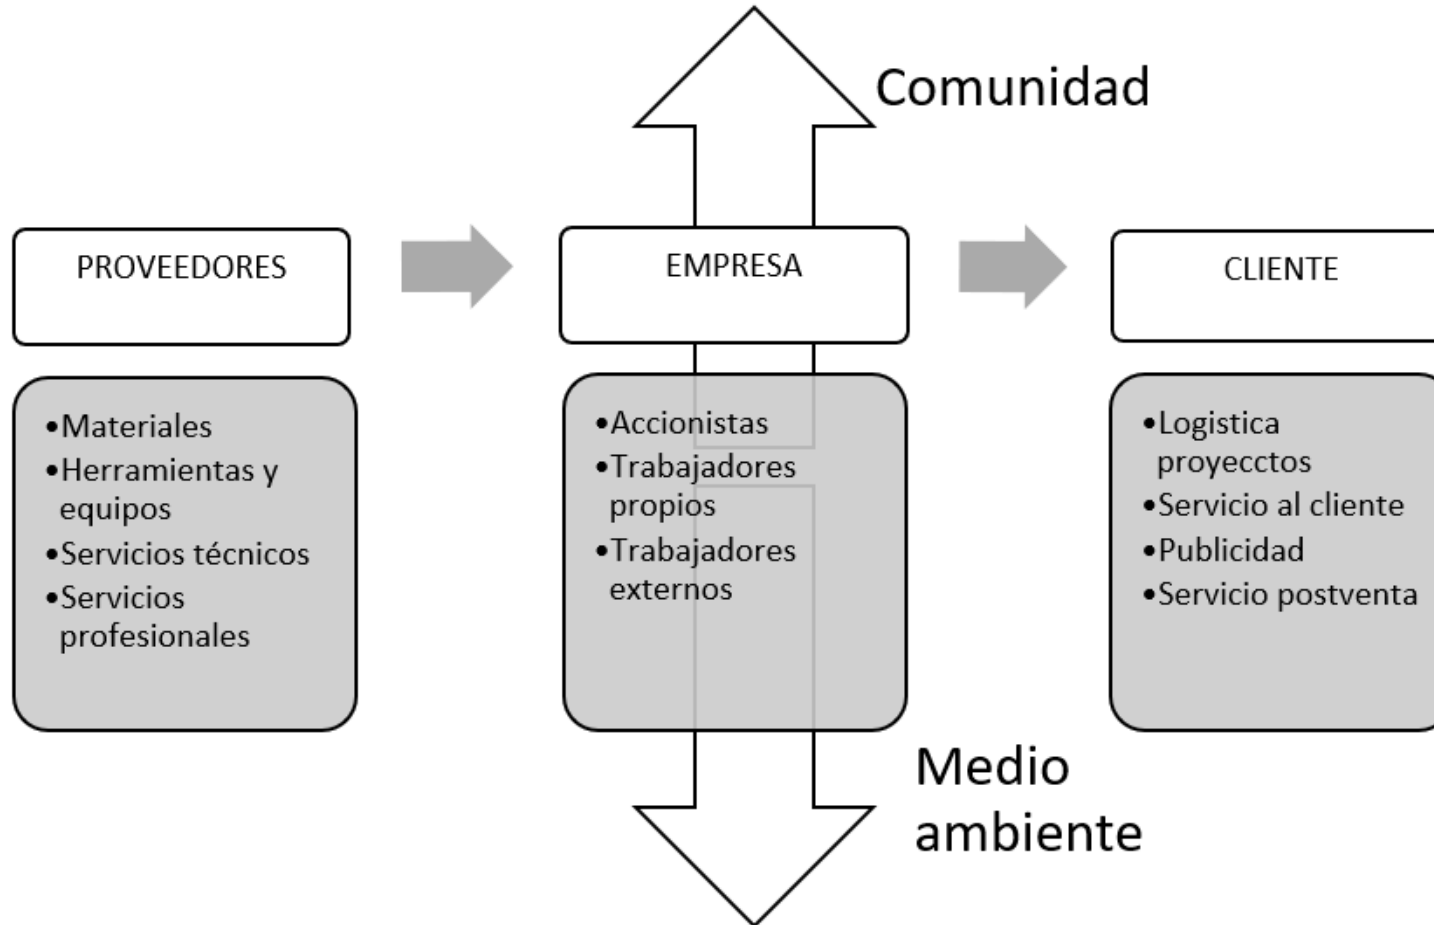 Comunidad
PROVEEDORES
EMPRESA
CLIENTE
•Materiales
•Herramientas y
equipos
•Servicios técnicos
•Servicios
profesionales
•Accionistas
•Trabajadores
propios
•Trabajadores
externos
•Logistica
proyecctos
•Servicio al cliente
•Publicidad
•Servicio postventa
Medio
ambiente